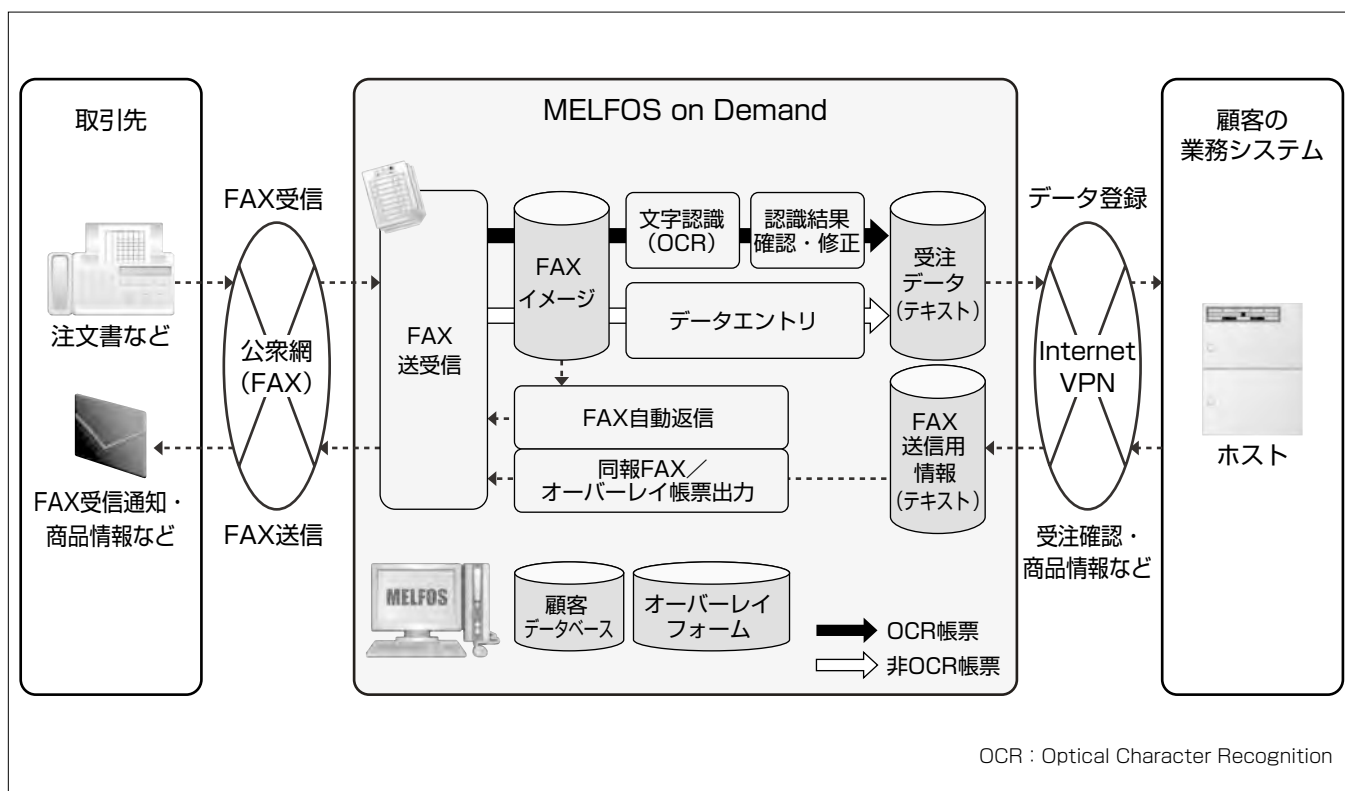 MELFOS on Demand
取引先
顧客の
業務システム
FAX受信
データ登録
注文書など
公衆網
(FAX)
FAX
送受信
FAX
イメージ
文字認識
(OCR)
認識結果
確認・修正
受注
データ
(テキスト)
データエントリ
Internet
VPN
ホスト
FAX自動返信
同報FAX／
オーバーレイ帳票出力
FAX
送信用
情報
(テキスト)
FAX受信通知・
商品情報など
FAX送信
受注確認・
商品情報など
MELFOS
顧客
データベース
オーバーレイ
フォーム
OCR帳票
非OCR帳票
OCR：Optical Character Recognition